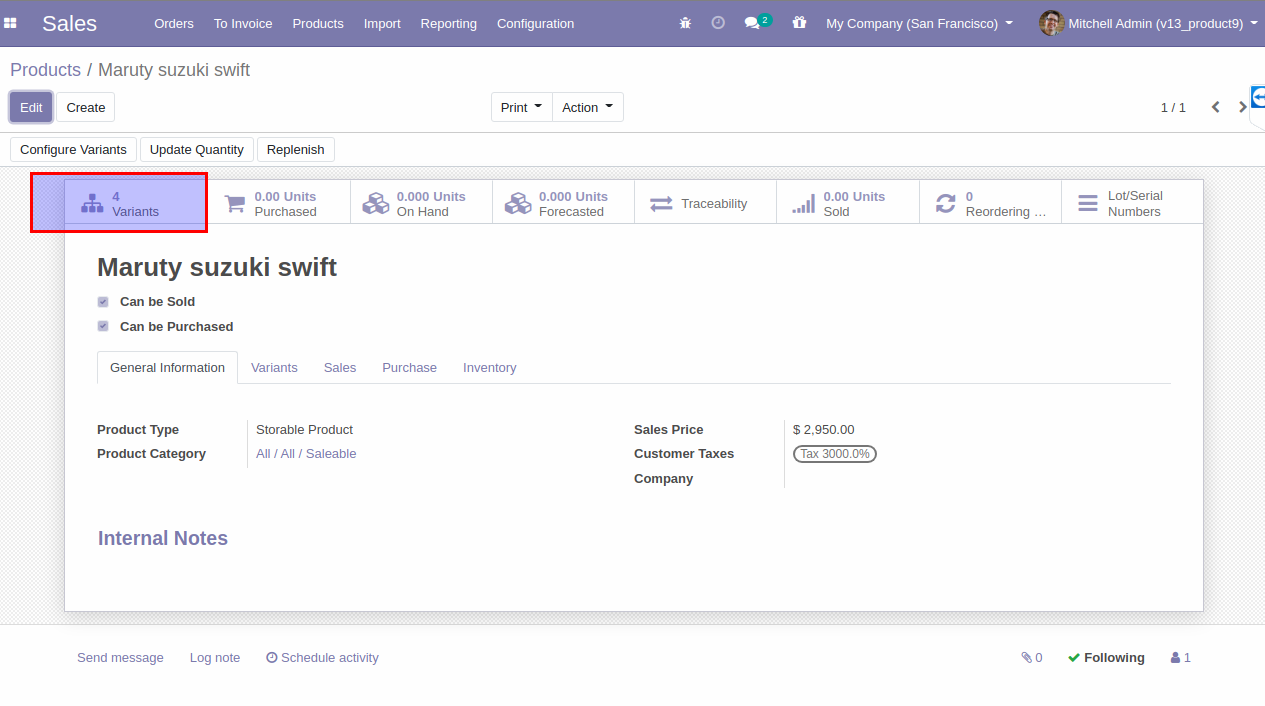 Sales Orders To Invoice Products Import Reporting Configuration 2 My Company (San Francisco) Mitchell Admin (v13_product9)
Products / Maruty suzuki swift
Edit Create Print Action 1 / 1
Configure Variants Update Quantity Replenish
4 0.00 Units 0.000 Units 0.000 Units Traceability 0.00 Units 0 Lot/Serial
Variants Purchased On Hand Forecasted Sold Reordering ... Numbers
Maruty suzuki swift
Can be Sold
Can be Purchased
General Information Variants Sales Purchase Inventory
Product Type Storable Product Sales Price $ 2,950.00
Product Category All / All / Saleable Customer Taxes Tax 3000.0%
Company
Internal Notes
Send message Log note Schedule activity 0 Following 1